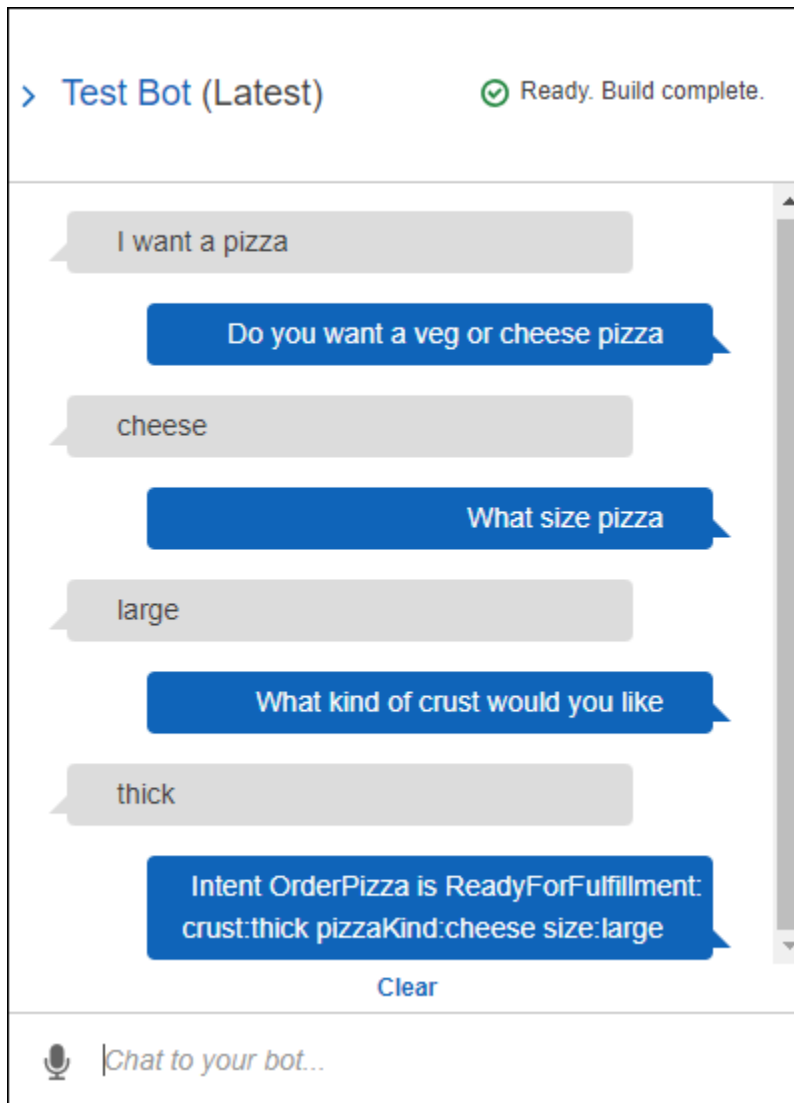 Test Bot (Latest)
Ready. Build complete.
I want a pizza
Do you want a veg or cheese pizza
cheese
What size pizza
large
What kind of crust would you like
thick
Intent OrderPizza is ReadyForFulfillment:
crust:thick pizzaKind:cheese size:large
Clear
Chat to your bot...